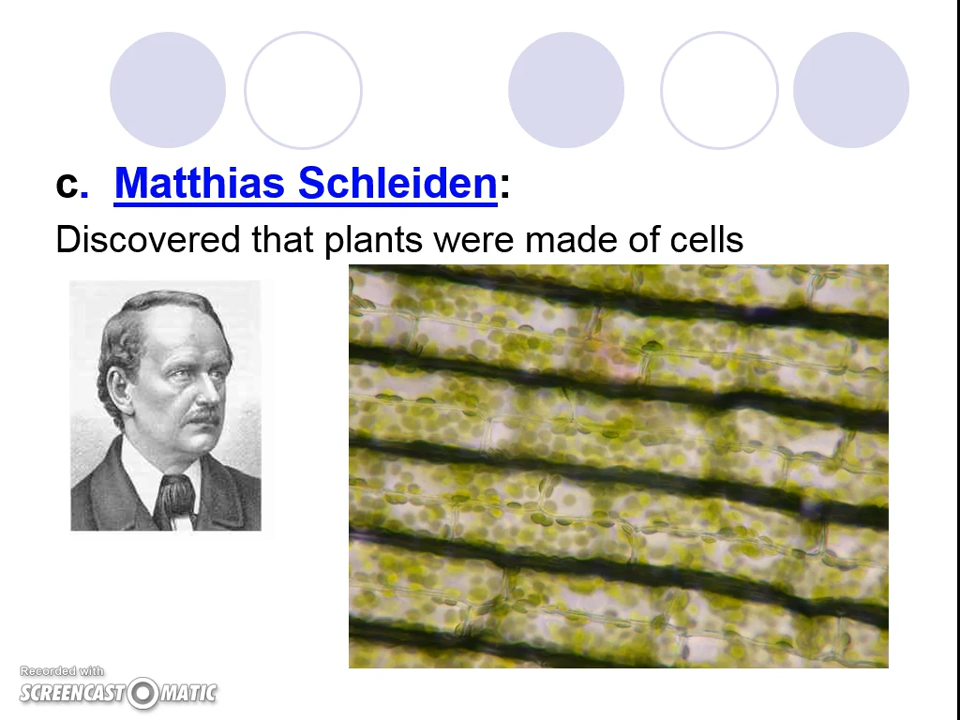 c. Matthias Schleiden:
Discovered that plants were made of cells
Recorded with
SCREENCAST MATIC